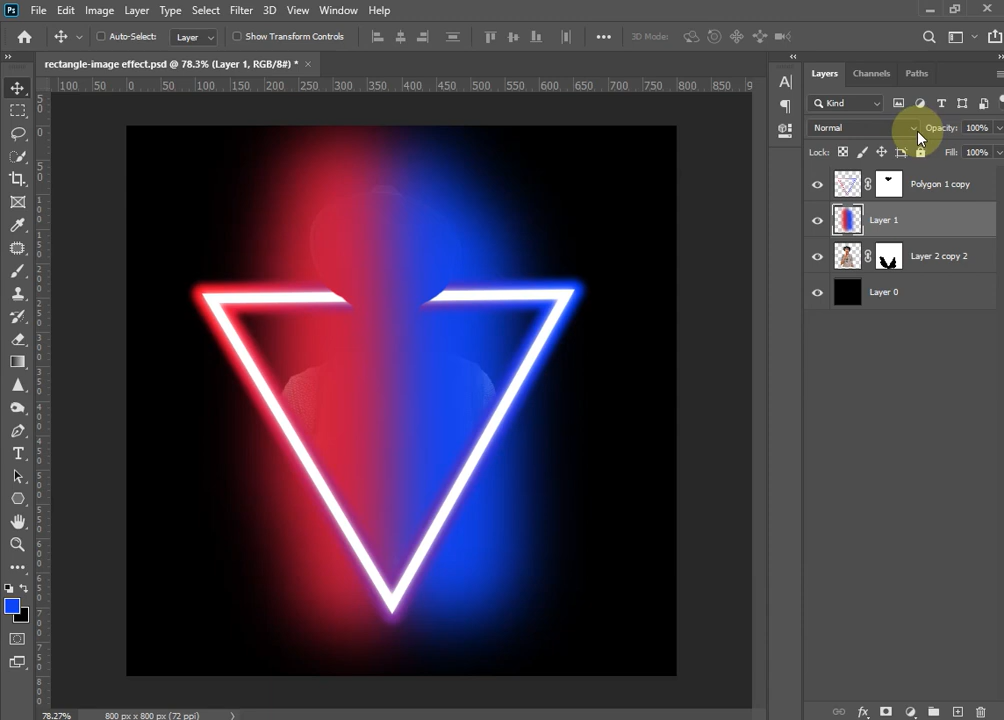 Ps File Edit Image Layer Type Select Filter 3D View Window Help
Auto-Select: Layer Show Transform Controls 3D Mode:
rectangle-image effect.psd @ 78.3% (Layer 1, RGB/8#) * ×
100 50 0 50 100 150 200 250 300 350 400 450 500 550 600 650 700 750 800 850 9
Layers Channels Paths
Kind
Normal Opacity: 100%
Lock: Fill: 100%
Polygon 1 copy
Layer 1
Layer 2 copy 2
Layer 0
78.27% 800 px x 800 px (72 ppi)
fx